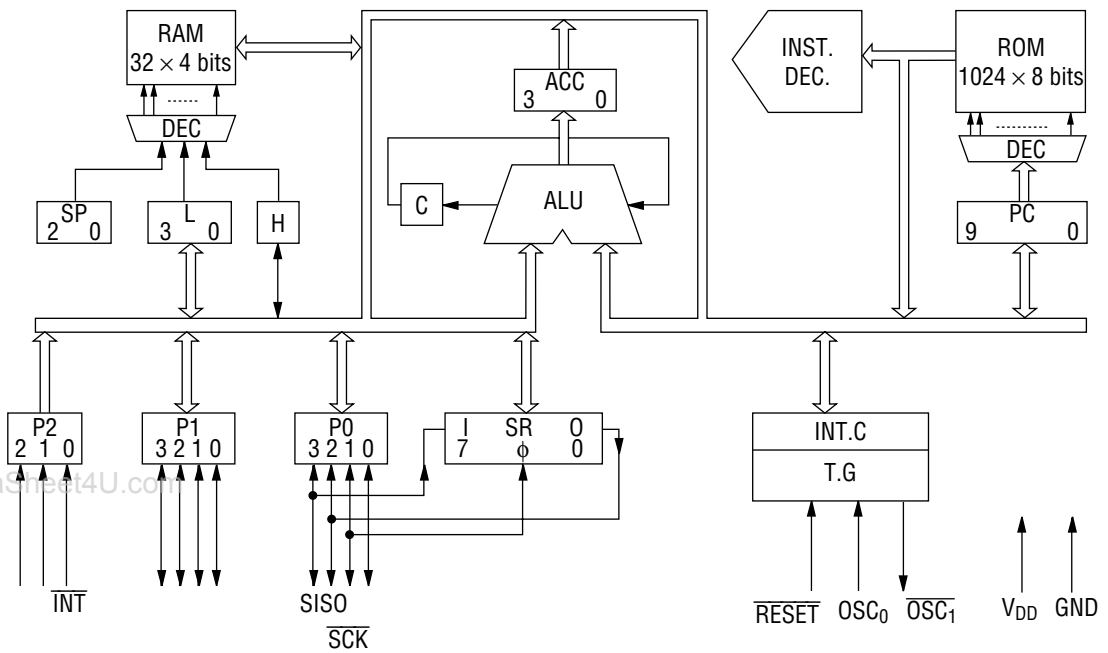 RAM
32 × 4 bits
DEC
SP
2 0
L
3 0
H
ACC
3 0
C
ALU
INST.
DEC.
ROM
1024 × 8 bits
DEC
PC
9 0
P2
2 1 0
INT
P1
3 2 1 0
P0
3 2 1 0
SISO
SCK
I SR O
7 ϕ 0
INT.C
T.G
RESET
OSC0
OSC1
VDD
GND
aSheet4U.com